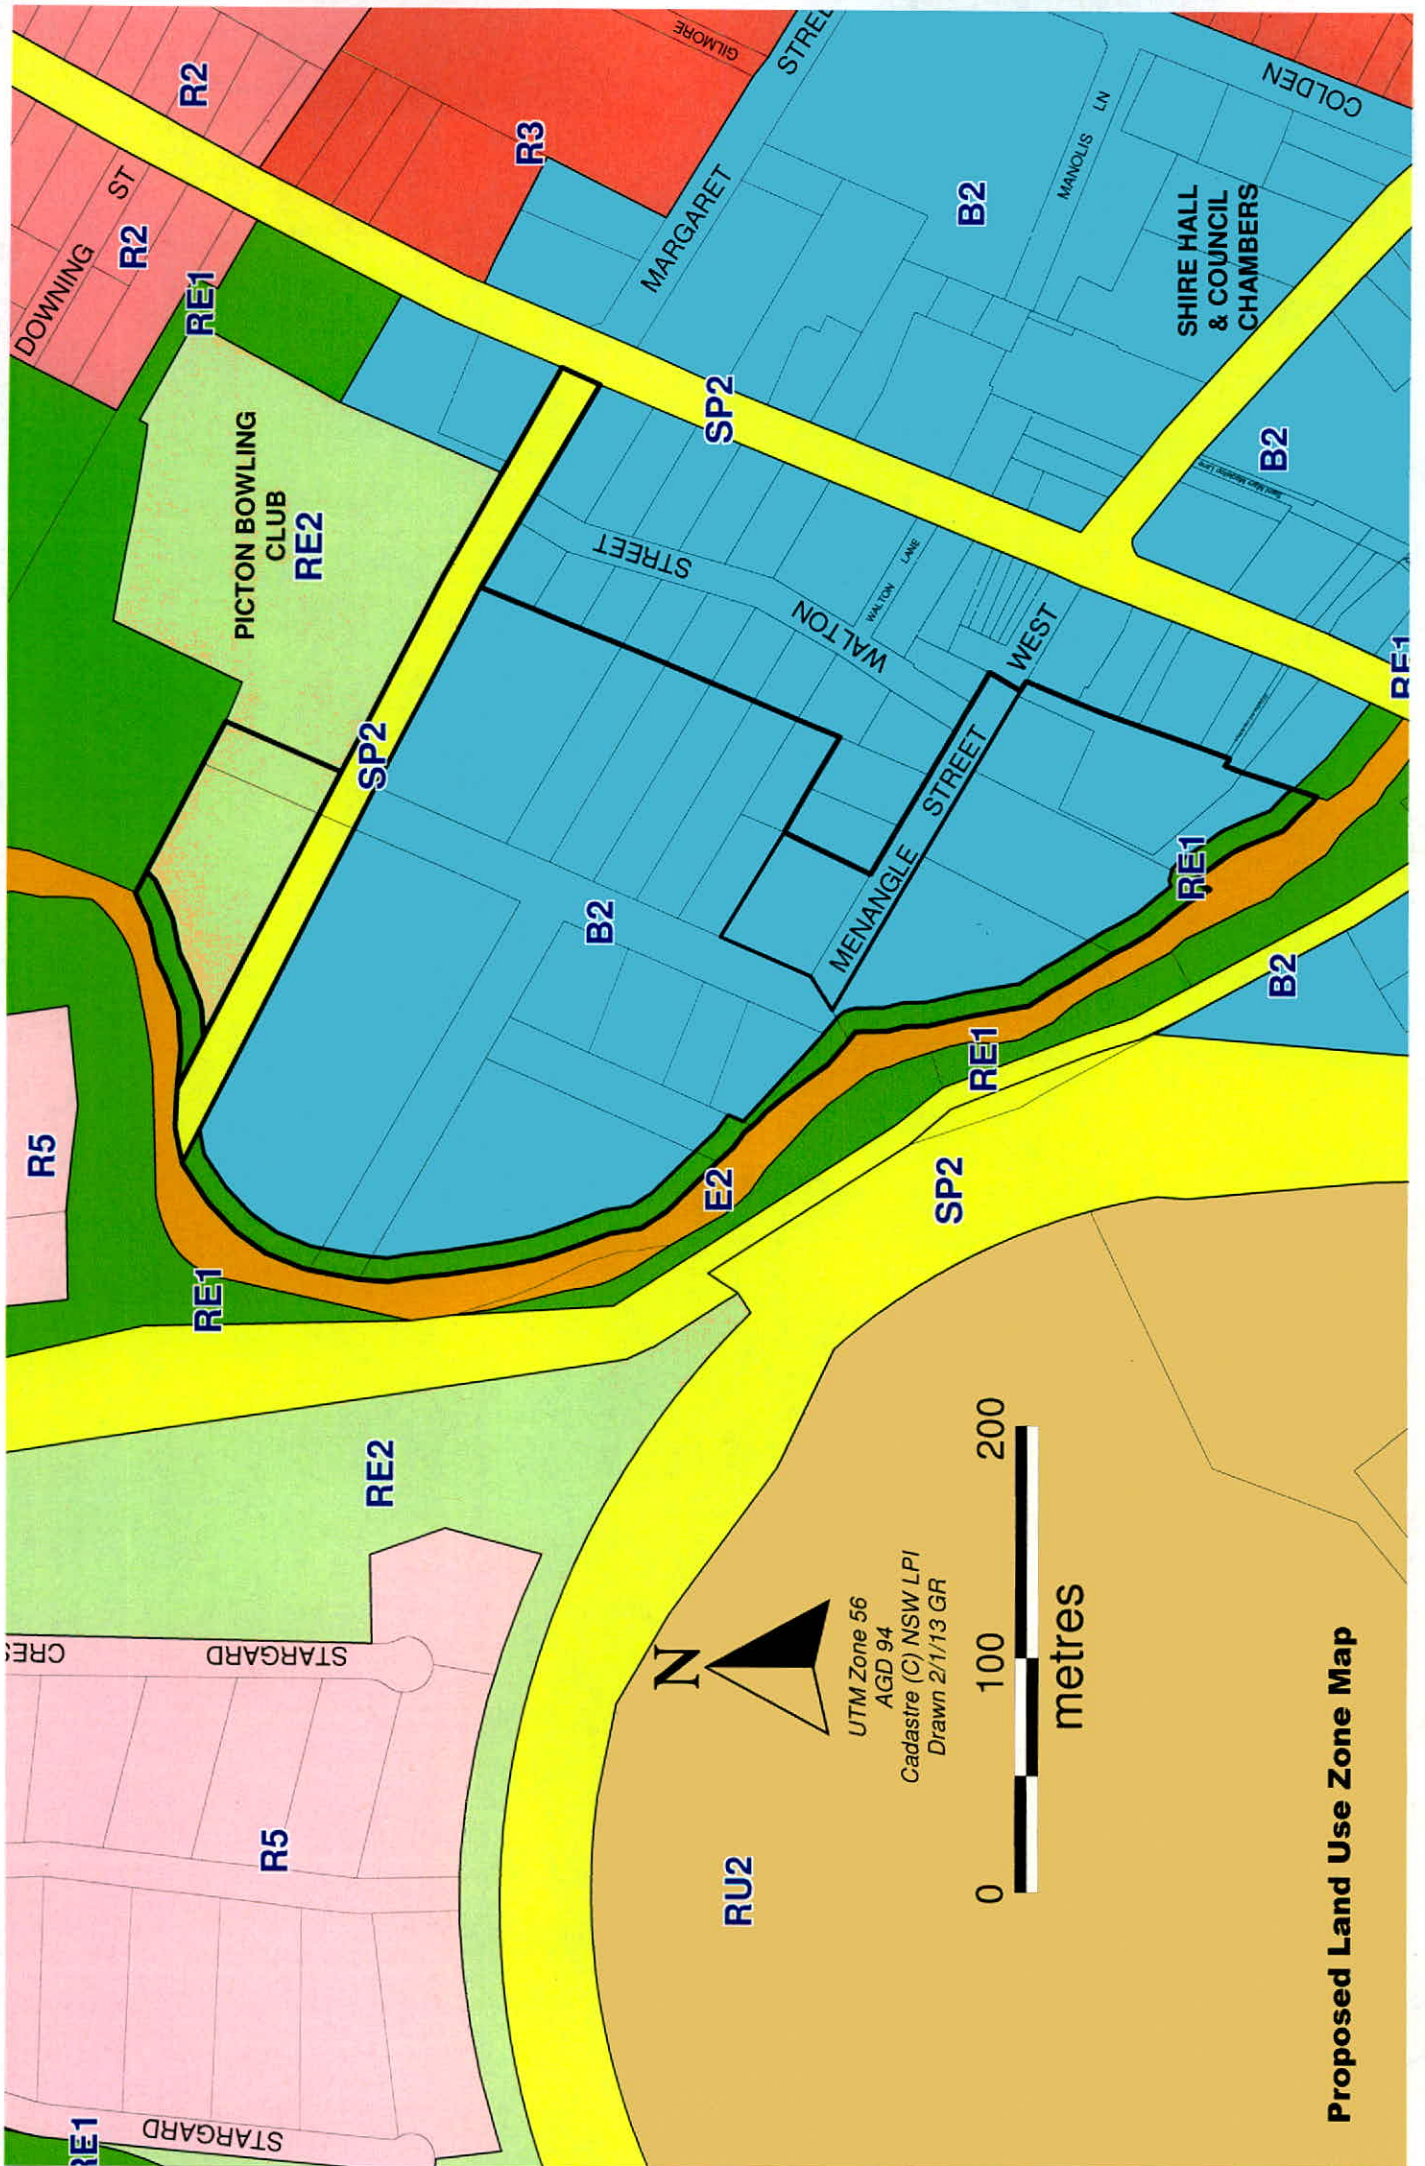 RE1
STARGARD
R5
STARGARD
RE2
R5
RE1
RE1
R2
R2
DOWNING
ST
PICTON BOWLING
CLUB
RE2
SP2
R3
GILMORE
MARGARET
SP2
B2
STREET
WALTON
WALTON
LANE
MENANGLE
STREET
WEST
B2
MANOLIS
LN
SHIRE HALL
& COUNCIL
CHAMBERS
COLDEN
B2
E2
RE1
RE1
B2
SP2
RE1
RU2
N
UTM Zone 56
AGD 94
Cadastre (C) NSW LPI
Drawn 2/1/13 GR
0
100
200
metres
Proposed Land Use Zone Map